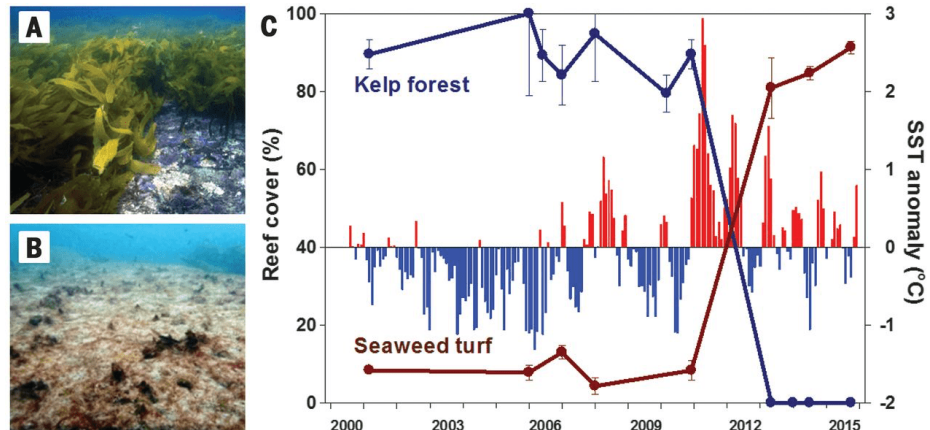 A
B
C
100
80
60
40
20
0
Reef cover (%)
Kelp forest
Seaweed turf
3
2
1
0
-1
-2
SST anomaly (°C)
2000 2003 2006 2009 2012 2015